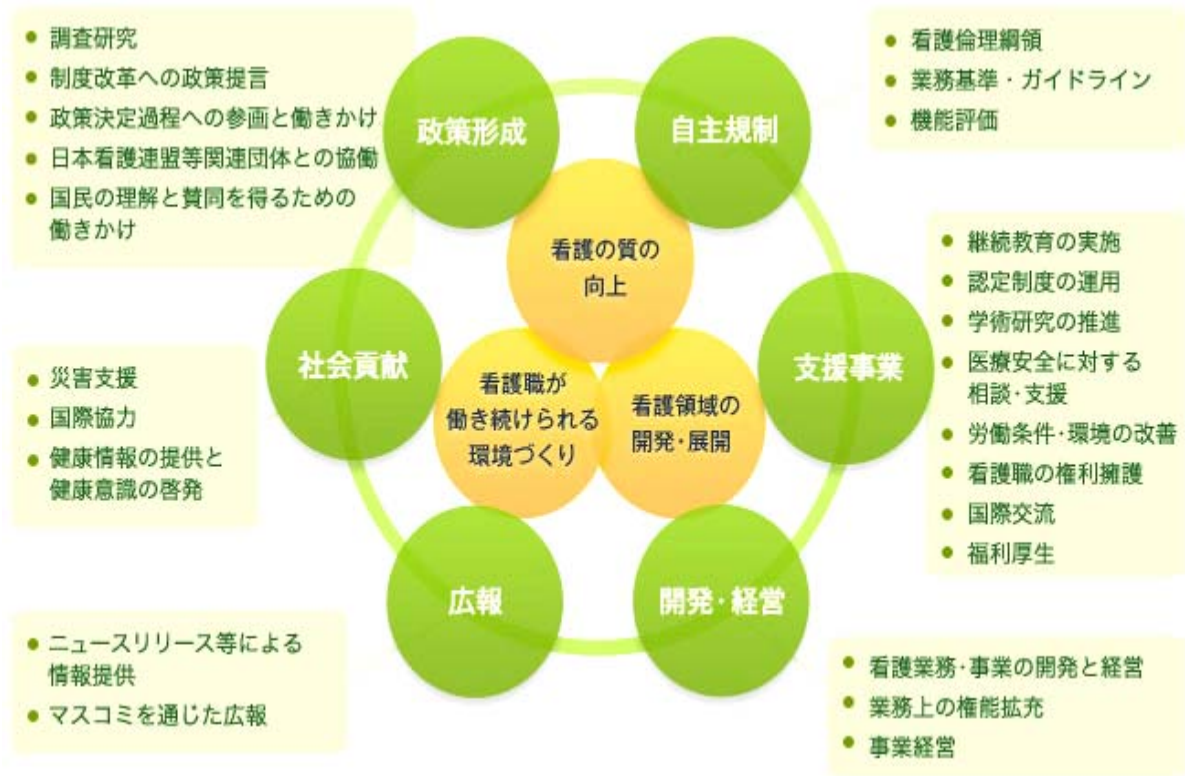 調査研究
制度改革への政策提言
政策決定過程への参画と働きかけ
日本看護連盟等関連団体との協働
国民の理解と賛同を得るための
働きかけ
政策形成
自主規制
看護倫理綱領
業務基準・ガイドライン
機能評価
看護の質の
向上
継続教育の実施
認定制度の運用
学術研究の推進
医療安全に対する
相談・支援
労働条件・環境の改善
看護職の権利擁護
国際交流
福利厚生
社会貢献
支援事業
災害支援
国際協力
健康情報の提供と
健康意識の啓発
看護職が
働き続けられる
環境づくり
看護領域の
開発・展開
広報
開発・経営
ニュースリリース等による
情報提供
マスコミを通じた広報
看護業務・事業の開発と経営
業務上の権能拡充
事業経営